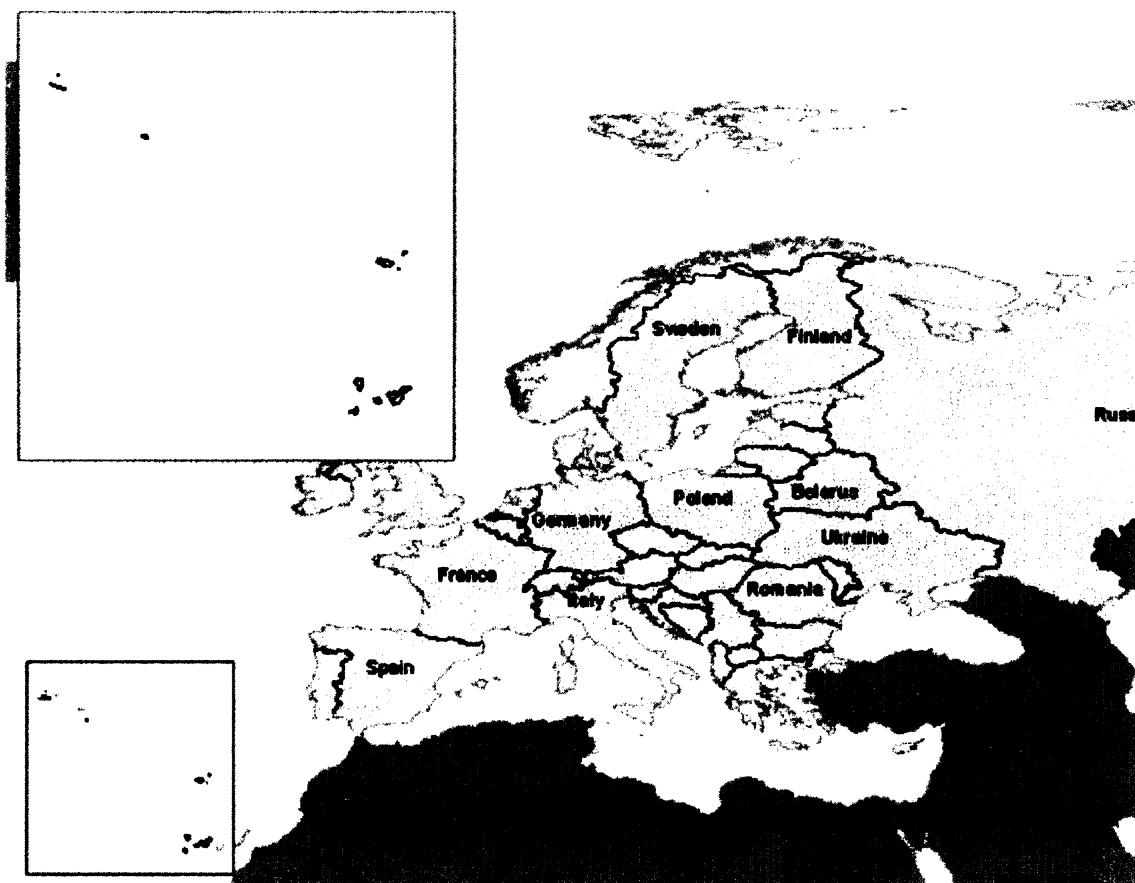 Sweden
Finland
Russ
Poland
Belarus
Germany
Ukraine
France
Romania
Italy
Spain